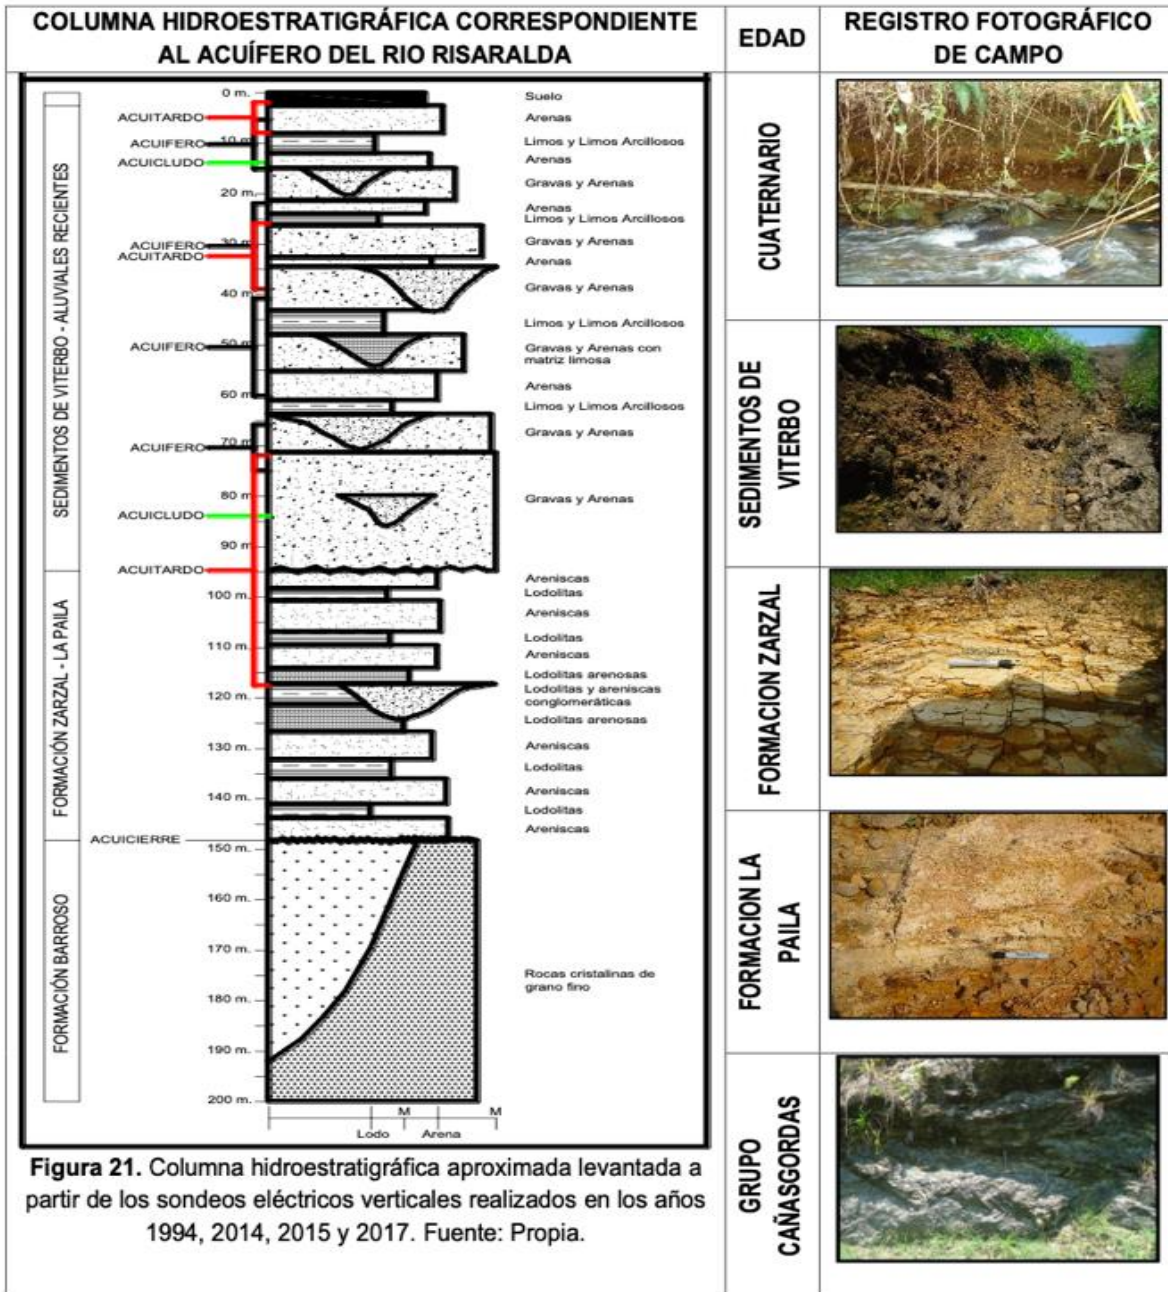 COLUMNA HIDROESTRATIGRÁFICA CORRESPONDIENTE
AL ACUÍFERO DEL RIO RISARALDA
EDAD
REGISTRO FOTOGRÁFICO
DE CAMPO
SEDIMENTOS DE VITERBO - ALUVIALES RECIENTES
FORMACIÓN ZARZAL - LA PAILA
FORMACIÓN BARROSO
ACUITARDO
ACUIFERO
ACUICLUDO
ACUIFERO
ACUITARDO
ACUIFERO
ACUIFERO
ACUICLUDO
ACUITARDO
ACUICIERRE
0 m.
10 m.
20 m.
30 m.
40 m.
50 m.
60 m.
70 m.
80 m.
90 m.
100 m.
110 m.
120 m.
130 m.
140 m.
150 m.
160 m.
170 m.
180 m.
190 m.
200 m.
M
M
Lodo
Arena
Suelo
Arenas
Limos y Limos Arcillosos
Arenas
Gravas y Arenas
Arenas
Limos y Limos Arcillosos
Gravas y Arenas
Arenas
Gravas y Arenas
Limos y Limos Arcillosos
Gravas y Arenas con
matriz limosa
Arenas
Limos y Limos Arcillosos
Gravas y Arenas
Gravas y Arenas
Areniscas
Lodolitas
Areniscas
Lodolitas
Areniscas
Lodolitas arenosas
Lodolitas y areniscas
conglomeráticas
Lodolitas arenosas
Areniscas
Lodolitas
Areniscas
Lodolitas
Areniscas
Rocas cristalinas de
grano fino
Figura 21. Columna hidroestratigráfica aproximada levantada a
partir de los sondeos eléctricos verticales realizados en los años
1994, 2014, 2015 y 2017. Fuente: Propia.
CUATERNARIO
SEDIMENTOS DE
VITERBO
FORMACION ZARZAL
FORMACION LA
PAILA
GRUPO
CAÑASGORDAS